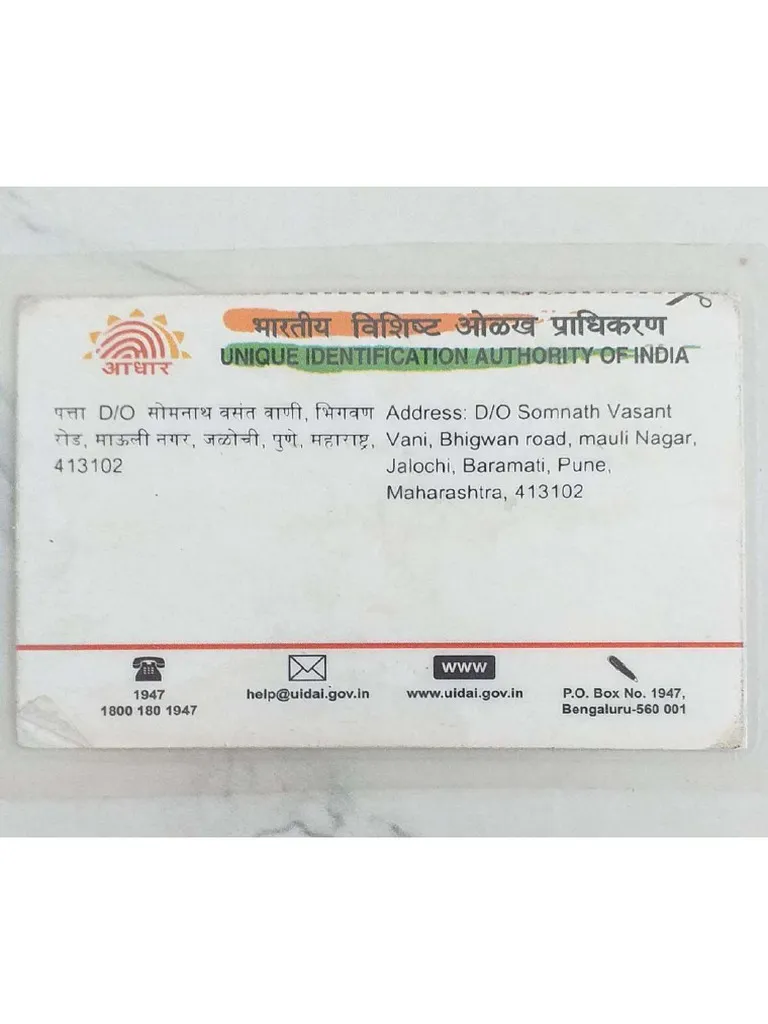 भारतीय विशिष्ट ओळख प्राधिकरण
UNIQUE IDENTIFICATION AUTHORITY OF INDIA
आधार
पत्ता D/O सोमनाथ वसंत वाणी, भिगवण
रोड, माऊली नगर, जळोची, पुणे, महाराष्ट्र,
413102
Address: D/O Somnath Vasant
Vani, Bhigwan road, mauli Nagar,
Jalochi, Baramati, Pune,
Maharashtra, 413102
1947
1800 180 1947
help@uidai.gov.in
www
www.uidai.gov.in
P.O. Box No. 1947,
Bengaluru-560 001